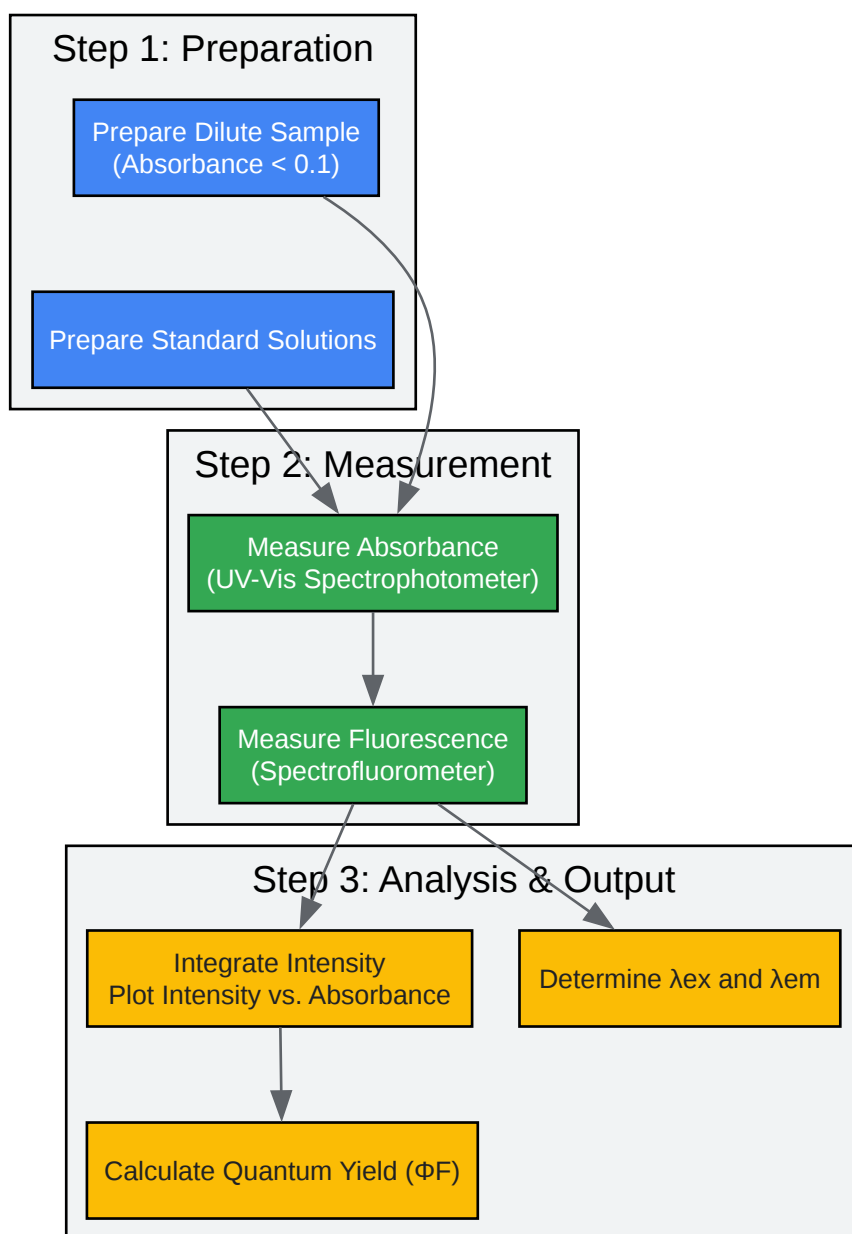 Step 1: Preparation
Prepare Dilute Sample
(Absorbance < 0.1)
Prepare Standard Solutions
Step 2: Measurement
Measure Absorbance
(UV-Vis Spectrophotometer)
Measure Fluorescence
(Spectrofluorometer)
Step 3: Analysis & Output
Integrate Intensity
Plot Intensity vs. Absorbance
Determine λex and λem
Calculate Quantum Yield (ΦF)